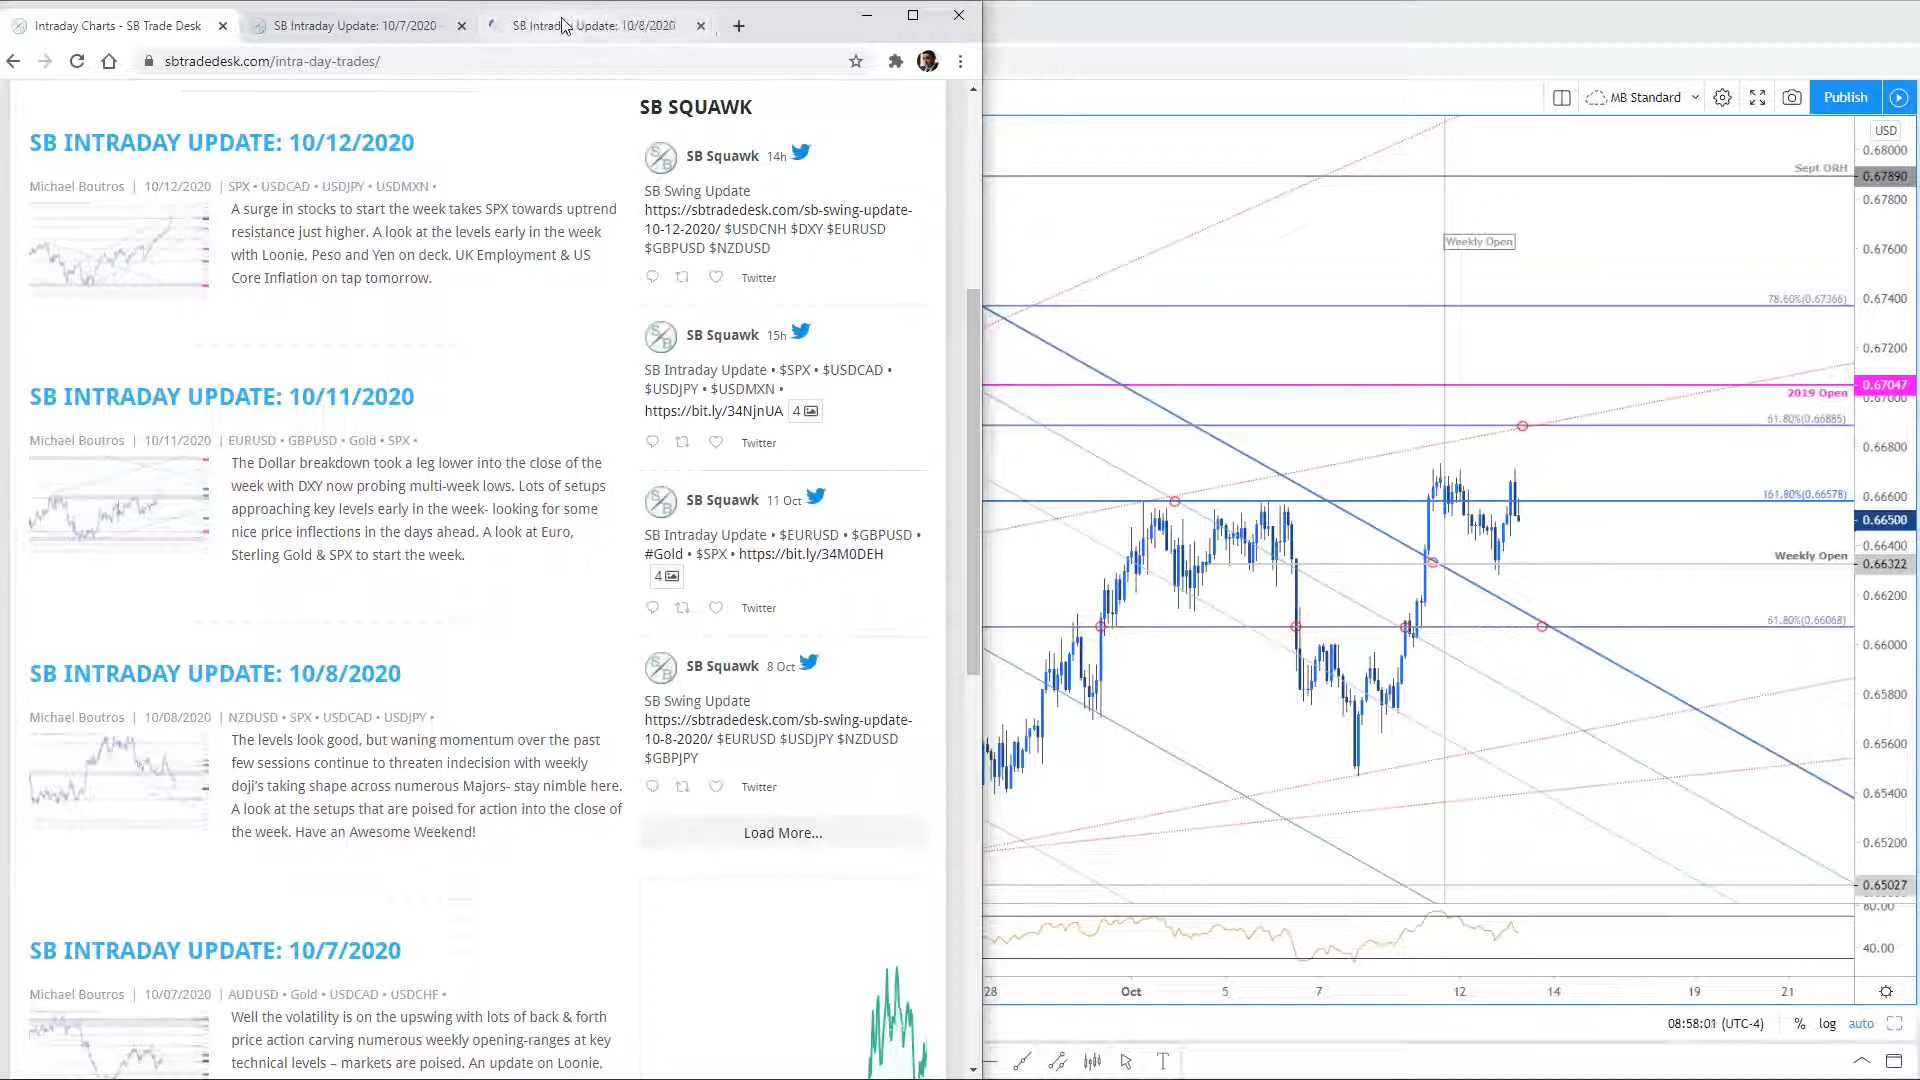 Intraday Charts - SB Trade Desk
SB Intraday Update: 10/7/2020
SB Intraday Update: 10/8/2020
sbtradedesk.com/intra-day-trades/
SB INTRADAY UPDATE: 10/12/2020
Michael Boutros | 10/12/2020 | SPX • USDCAD • USDJPY • USDMXN •
A surge in stocks to start the week takes SPX towards uptrend
resistance just higher. A look at the levels early in the week
with Loonie, Peso and Yen on deck. UK Employment & US
Core Inflation on tap tomorrow.
SB INTRADAY UPDATE: 10/11/2020
Michael Boutros | 10/11/2020 | EURUSD • GBPUSD • Gold • SPX •
The Dollar breakdown took a leg lower into the close of the
week with DXY now probing multi-week lows. Lots of setups
approaching key levels early in the week- looking for some
nice price inflections in the days ahead. A look at Euro,
Sterling Gold & SPX to start the week.
SB INTRADAY UPDATE: 10/8/2020
Michael Boutros | 10/08/2020 | NZDUSD • SPX • USDCAD • USDJPY •
The levels look good, but waning momentum over the past
few sessions continue to threaten indecision with weekly
doji's taking shape across numerous Majors- stay nimble here.
A look at the setups that are poised for action into the close of
the week. Have an Awesome Weekend!
SB INTRADAY UPDATE: 10/7/2020
Michael Boutros | 10/07/2020 | AUDUSD • Gold • USDCAD • USDCHF •
Well the volatility is on the upswing with lots of back & forth
price action carving numerous weekly opening-ranges at key
technical levels – markets are poised. An update on Loonie,
SB SQUAWK
SB Squawk 14h
SB Swing Update
https://sbtradedesk.com/sb-swing-update-
10-12-2020/ $USDCNH $DXY $EURUSD
$GBPUSD $NZDUSD
Twitter
SB Squawk 15h
SB Intraday Update • $SPX • $USDCAD •
$USDJPY • $USDMXN •
https://bit.ly/34NjnUA 4
Twitter
SB Squawk 11 Oct
SB Intraday Update • $EURUSD • $GBPUSD •
#Gold • $SPX • https://bit.ly/34M0DEH
4
Twitter
SB Squawk 8 Oct
SB Swing Update
https://sbtradedesk.com/sb-swing-update-
10-8-2020/ $EURUSD $USDJPY $NZDUSD
$GBPJPY
Twitter
Load More...
MB Standard
Publish
USD
0.68000
Sept ORH
0.67890
0.67800
Weekly Open
0.67600
78.60%(0.67366)
0.67400
0.67200
0.67047
2019 Open
0.67000
61.80%(0.66885)
0.66800
161.80%(0.66578)
0.66600
0.66500
0.66400
Weekly Open
0.66322
0.66200
61.80%(0.66068)
0.66000
0.65800
0.65600
0.65400
0.65200
0.65027
80.00
40.00
28
Oct
5
7
12
14
19
21
08:58:01 (UTC-4)
%
log
auto
T